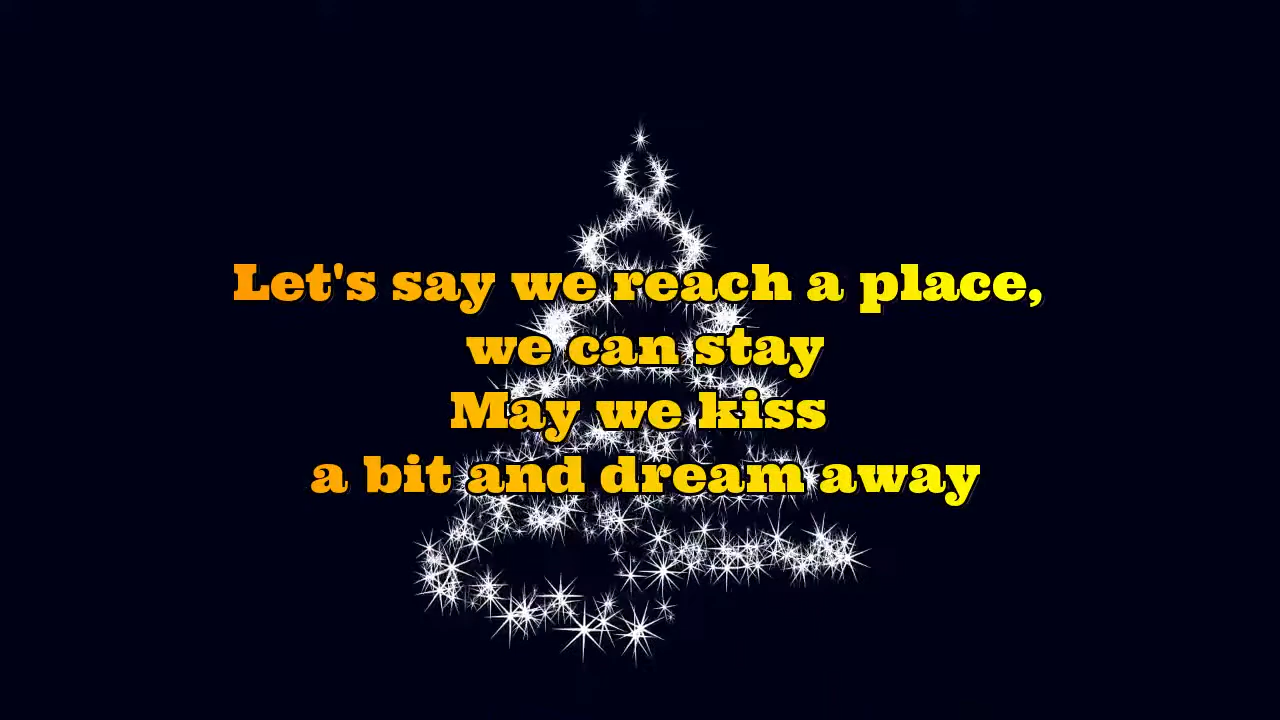 Let's say we reach a place,
we can stay
May we kiss
a bit and dream away